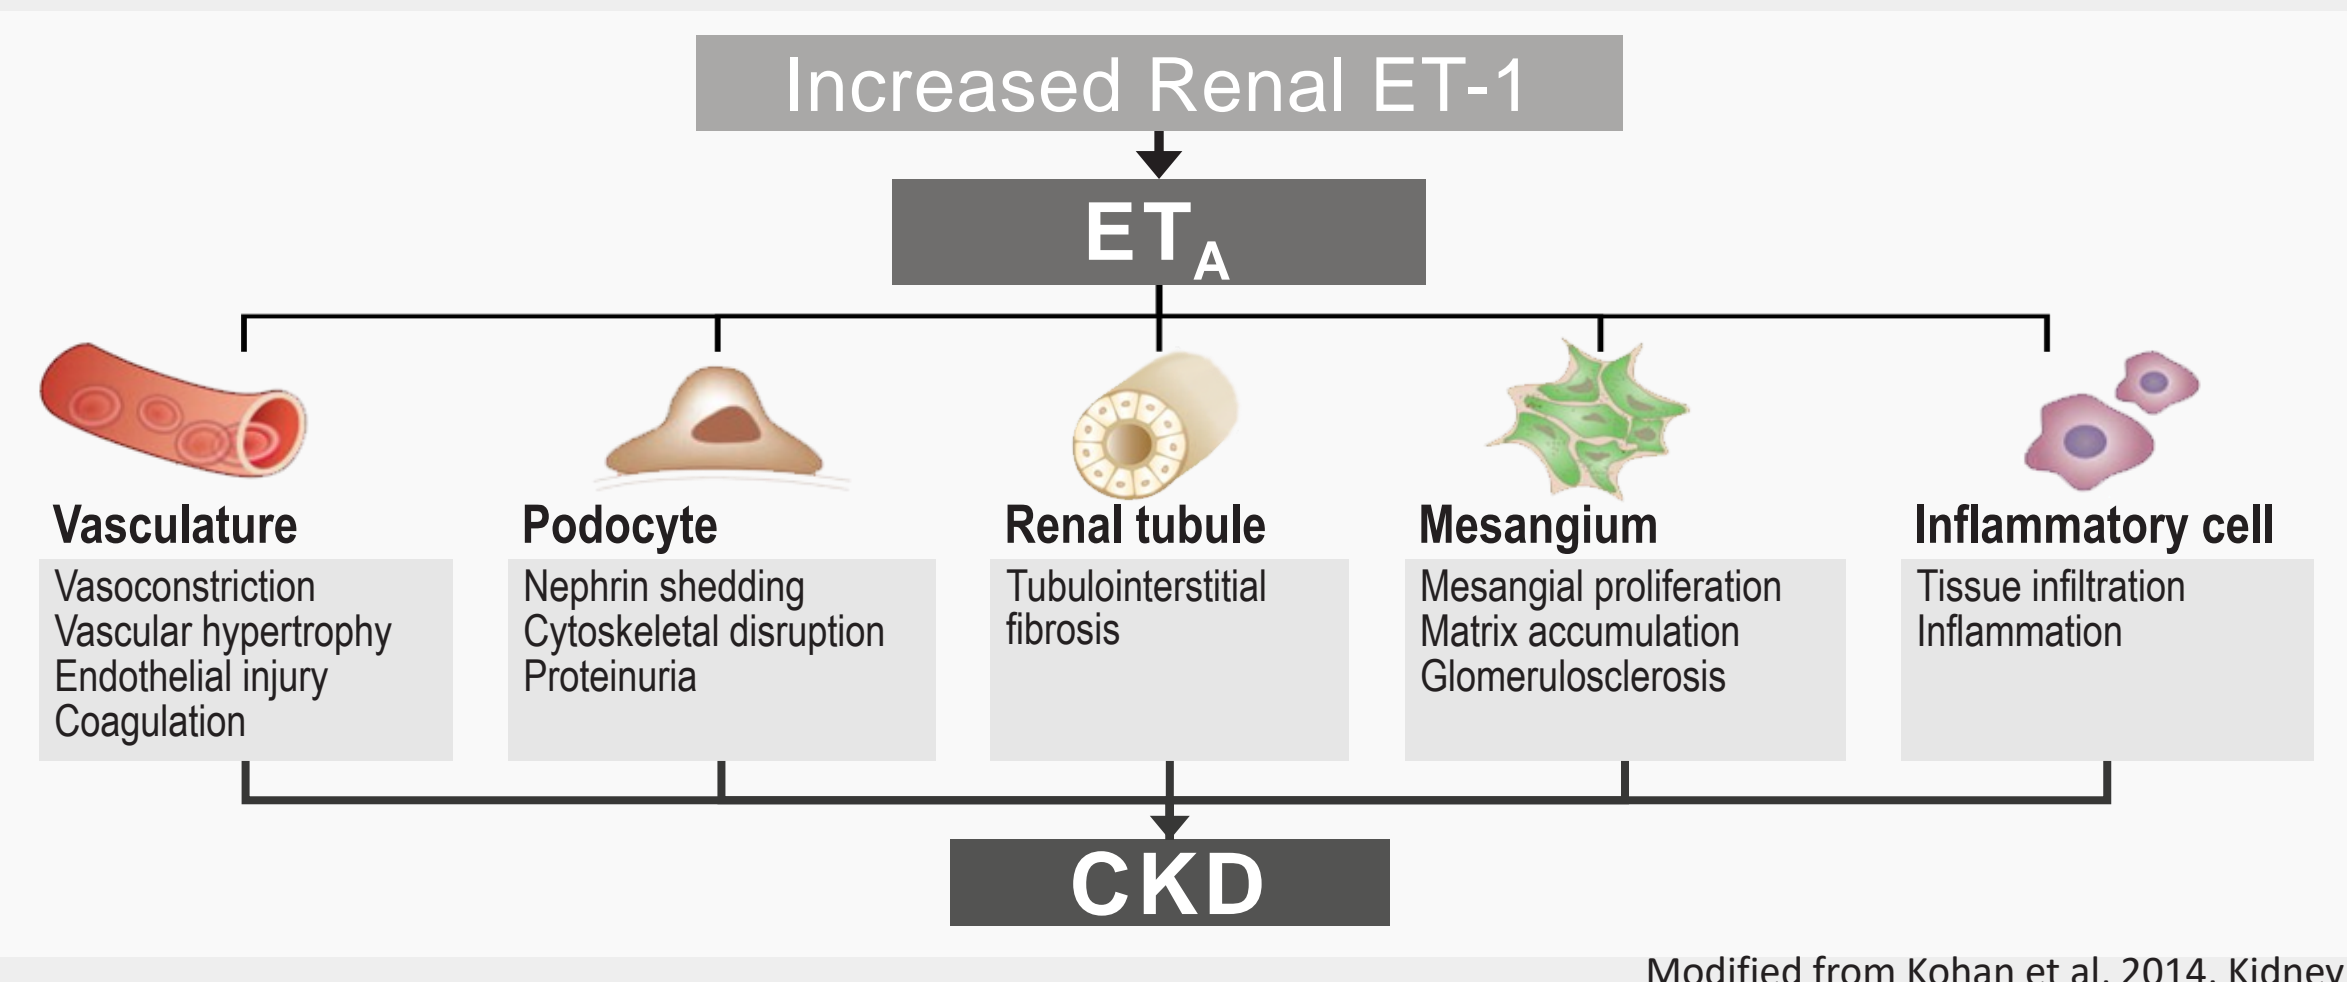 Increased Renal ET-1
ETA
Vasculature
Vasoconstriction
Vascular hypertrophy
Endothelial injury
Coagulation
Podocyte
Nephrin shedding
Cytoskeletal disruption
Proteinuria
Renal tubule
Tubulointerstitial
fibrosis
Mesangium
Mesangial proliferation
Matrix accumulation
Glomerulosclerosis
Inflammatory cell
Tissue infiltration
Inflammation
CKD
Modified from Kohan et al. 2014. Kidney